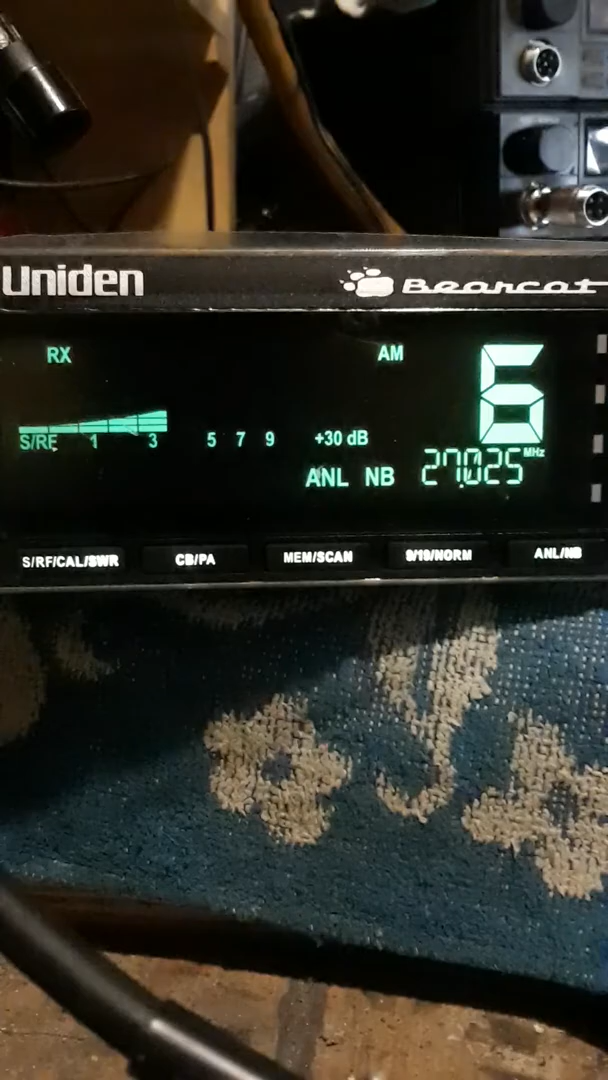 Uniden Bearcat
RX AM 6
S/RF 1 3 5 7 9 +30 dB
ANL NB 27.025 MHz
S/RF/CAL/SWR CB/PA MEM/SCAN 9/19/NORM ANL/NB